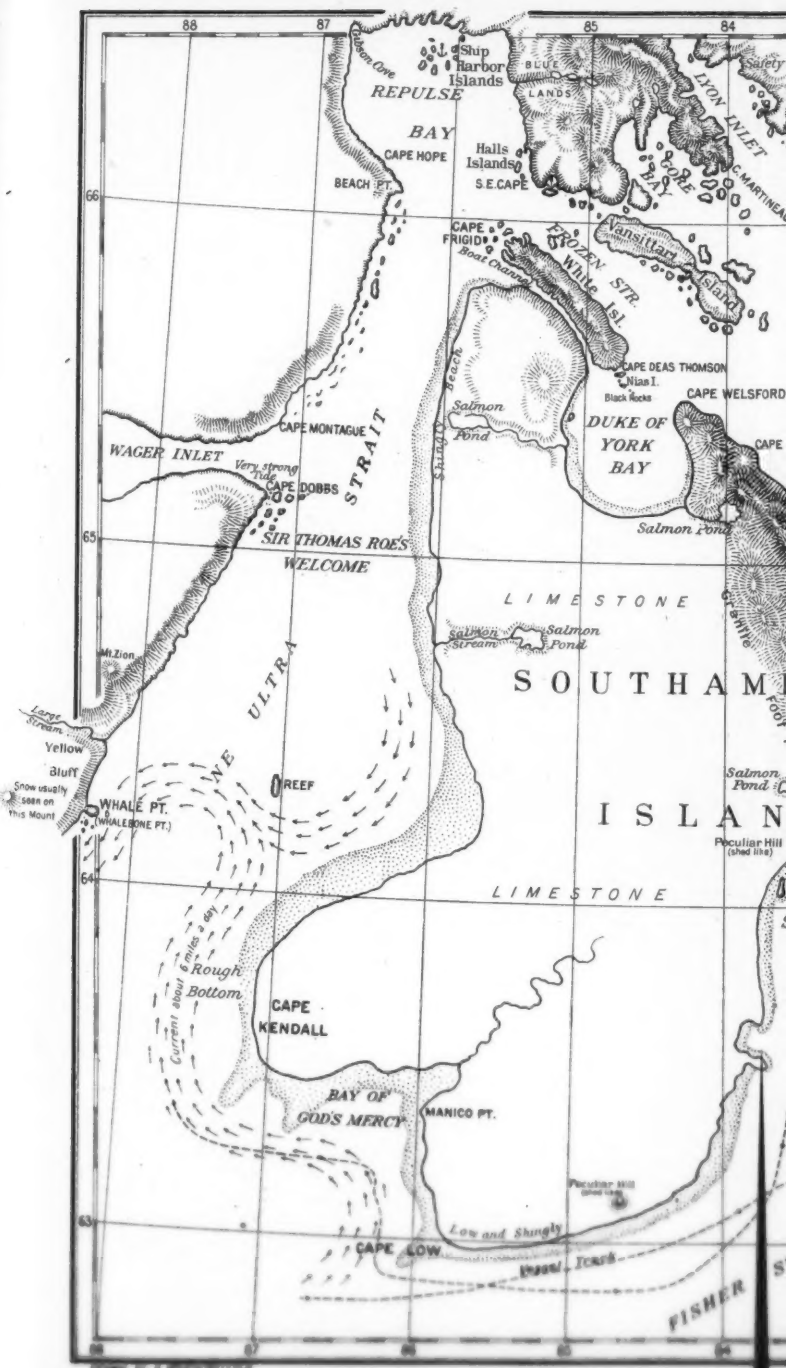 88 87 85 84
Gibson Cove
Ship
Harbor
Islands
REPULSE
BAY
BLUE
LANDS
LYON INLET
Safety
CAPE HOPE
BEACH PT.
Halls
Islands
S.E.CAPE
GORE
BAY
C. MARTINEAU
66
CAPE
FRIGID
Boat Channel
FROZEN STR.
White Isl.
Vansittart
Island
CAPE DEAS THOMSON
Nias I.
Black Rocks
CAPE WELSFORD
CAPE
Shingly Beach
Salmon
Pond
DUKE OF
YORK
BAY
Salmon Pond
CAPE MONTAGUE
WAGER INLET
Very strong
Tide
CAPE DOBBS
STRAIT
65
SIR THOMAS ROE'S
WELCOME
LIMESTONE
Granite
Foot
Salmon
Stream
Salmon
Pond
Mt. Zion
SOUTHAM
NE ULTRA
Large
Stream
Yellow
Bluff
Snow usually
seen on
This Mount
WHALE PT.
(WHALEBONE PT.)
REEF
Salmon
Pond
ISLAN
Peculiar Hill
(shed like)
64
LIMESTONE
Current about 6 miles a day
Rough
Bottom
CAPE
KENDALL
BAY OF
GOD'S MERCY
MANICO PT.
Peculiar Hill
(shed like)
63
Low and Shingly
CAPE LOW
Track
FISHER S
87 86 85 84